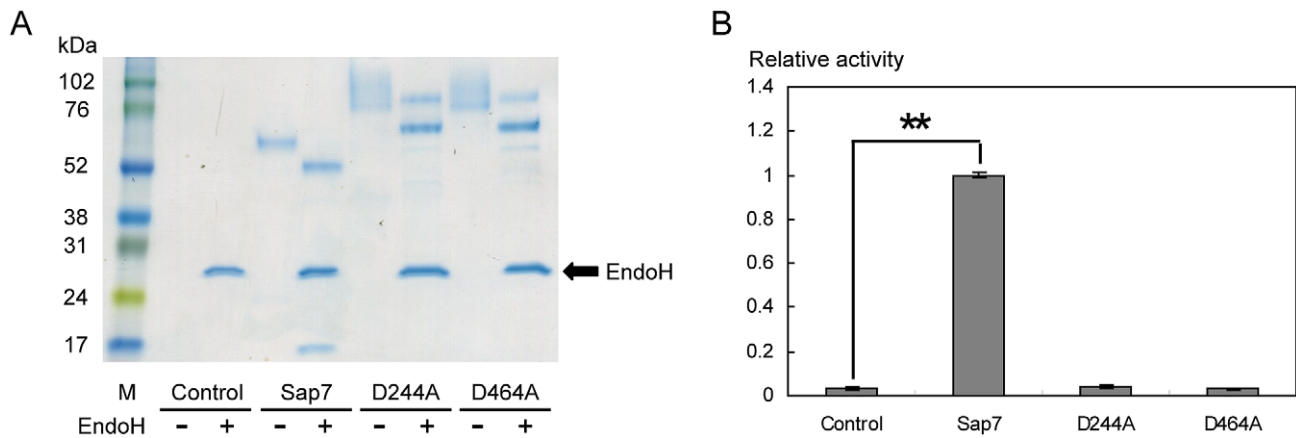 A
kDa
102
76
52
38
31
24
17
EndoH
M Control Sap7 D244A D464A
EndoH - + - + - + - +
B
Relative activity
1.4
1.2
1
0.8
0.6
0.4
0.2
0
**
Control Sap7 D244A D464A